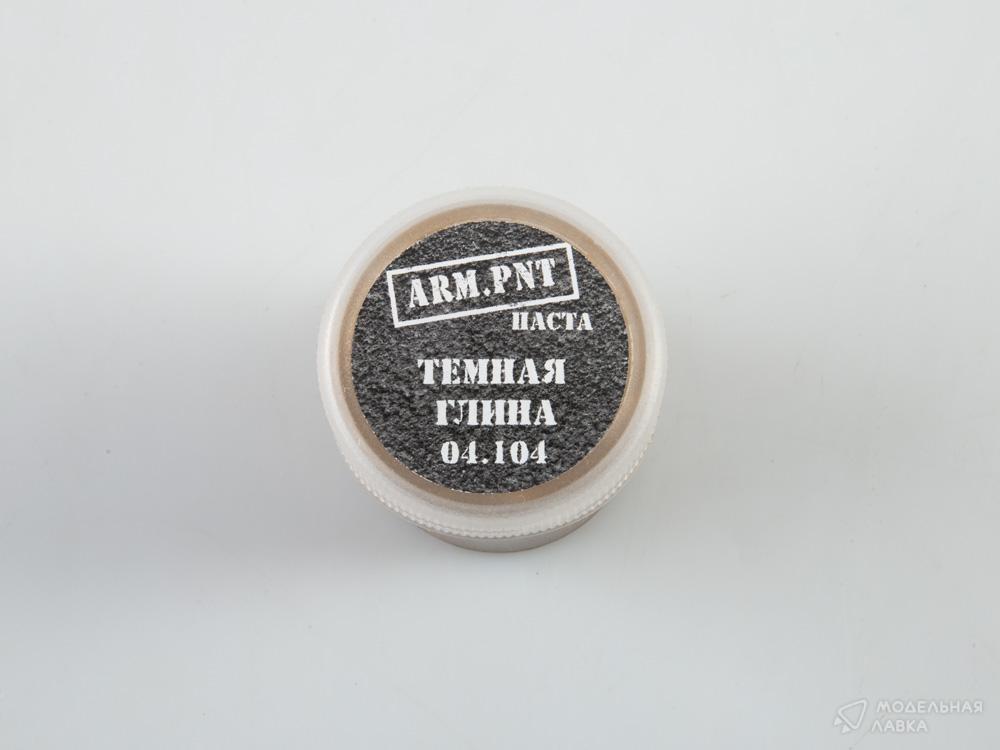 ARM.PNT
ПАСТА
ТЕМНАЯ
ГЛИНА
04.104
МОДЕЛЬНАЯ
ЛАВКА